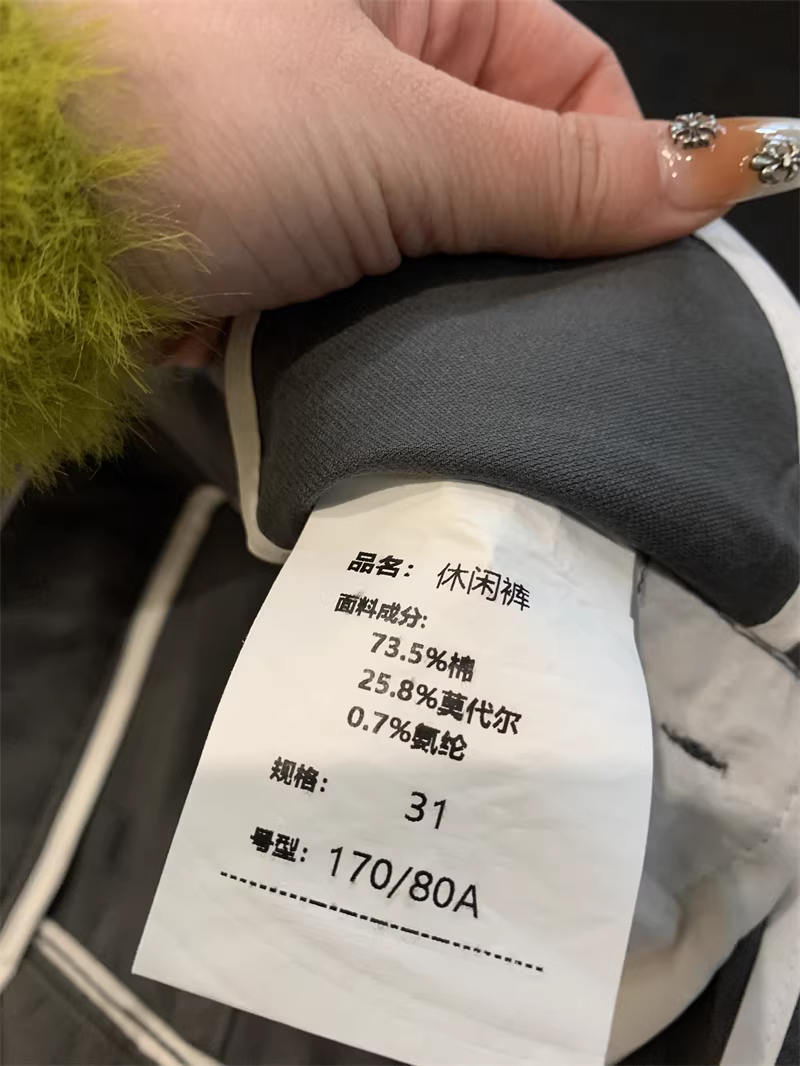 品名： 休闲裤
面料成分:
73.5%棉
25.8%莫代尔
0.7%氨纶
规格： 31
号型： 170/80A